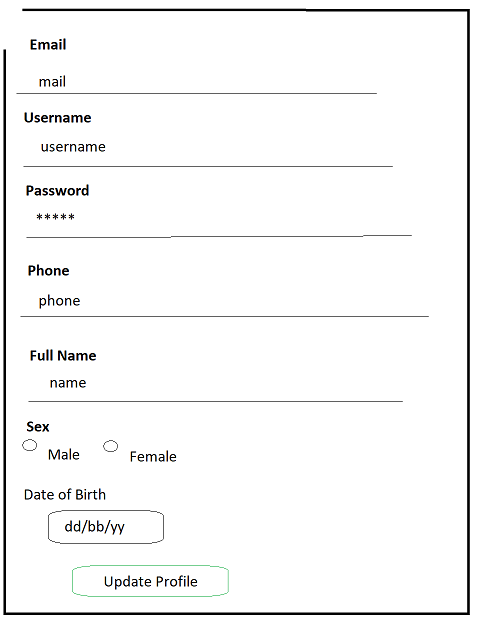 Email
mail
Username
username
Password
*****
Phone
phone
Full Name
name
Sex
Male Female
Date of Birth
dd/bb/yy
Update Profile